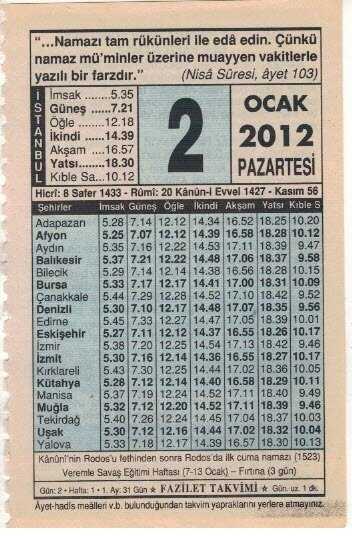 “...Namazı tam rükünleri ile edâ edin. Çünkü
namaz mü'minler üzerine muayyen vakitlerle
yazılı bir farzdır.” (Nisâ Sûresi, âyet 103)
İSTANBUL
İmsak ........5.35
Güneş ......7.21
Öğle .......12.18
İkindi .....14.39
Akşam ....16.57
Yatsı.......18.30
Kıble Sa...10.12
2
OCAK
2012
PAZARTESİ
Hicrî: 8 Safer 1433 - Rûmî: 20 Kânûn-i Evvel 1427 - Kasım 56
Şehirler İmsak Güneş Öğle İkindi Akşam Yatsı Kıble S
Adapazarı 5.28 7.14 12.12 14.34 16.52 18.25 10.20
Afyon 5.25 7.07 12.12 14.39 16.58 18.28 10.12
Aydın 5.35 7.16 12.22 14.53 17.11 18.39 9.47
Balıkesir 5.37 7.21 12.22 14.48 17.06 18.37 9.58
Bilecik 5.29 7.14 12.14 14.38 16.56 18.28 10.15
Bursa 5.33 7.17 12.17 14.41 17.00 18.31 10.09
Çanakkale 5.44 7.29 12.28 14.52 17.10 18.42 9.52
Denizli 5.30 7.10 12.17 14.48 17.07 18.35 9.56
Edirne 5.45 7.33 12.27 14.47 17.05 18.39 10.01
Eskişehir 5.27 7.11 12.12 14.37 16.55 18.26 10.17
İzmir 5.38 7.20 12.25 14.54 17.13 18.42 9.46
İzmit 5.30 7.16 12.14 14.36 16.55 18.27 10.17
Kırklareli 5.43 7.30 12.25 14.44 17.02 18.36 10.05
Kütahya 5.28 7.12 12.14 14.40 16.58 18.29 10.11
Manisa 5.37 7.19 12.24 14.52 17.11 18.40 9.49
Muğla 5.32 7.12 12.20 14.52 17.11 18.39 9.46
Tekirdağ 5.40 7.26 12.24 14.45 17.04 18.37 10.03
Uşak 5.30 7.12 12.16 14.44 17.02 18.32 10.04
Yalova 5.33 7.18 12.17 14.39 16.57 18.30 10.13
Kânûnî'nin Rodos'u fethinden sonra Rodos'da ilk cuma namazı (1523)
Veremle Savaş Eğitimi Haftası (7-13 Ocak) – Fırtına (3 gün)
Gün: 2 • Hafta: 1 • 1. Ay: 31 Gün ★ FAZİLET TAKVİMİ ★ Gün. uz. 1 dk.
Âyet-hadîs meâlleri v.b. bulunduğundan takvim yapraklarını yerlere atmayınız.